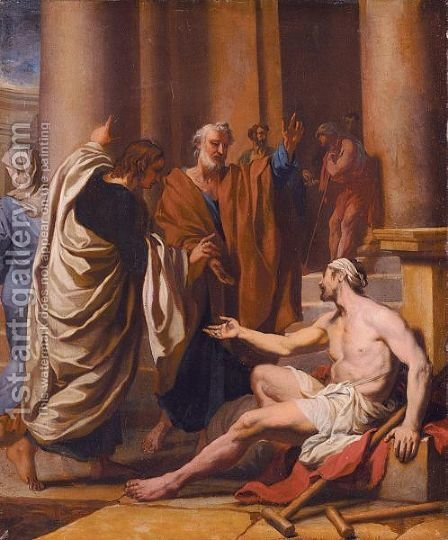 1st-art-gallery.com
This watermark does not appear on the painting